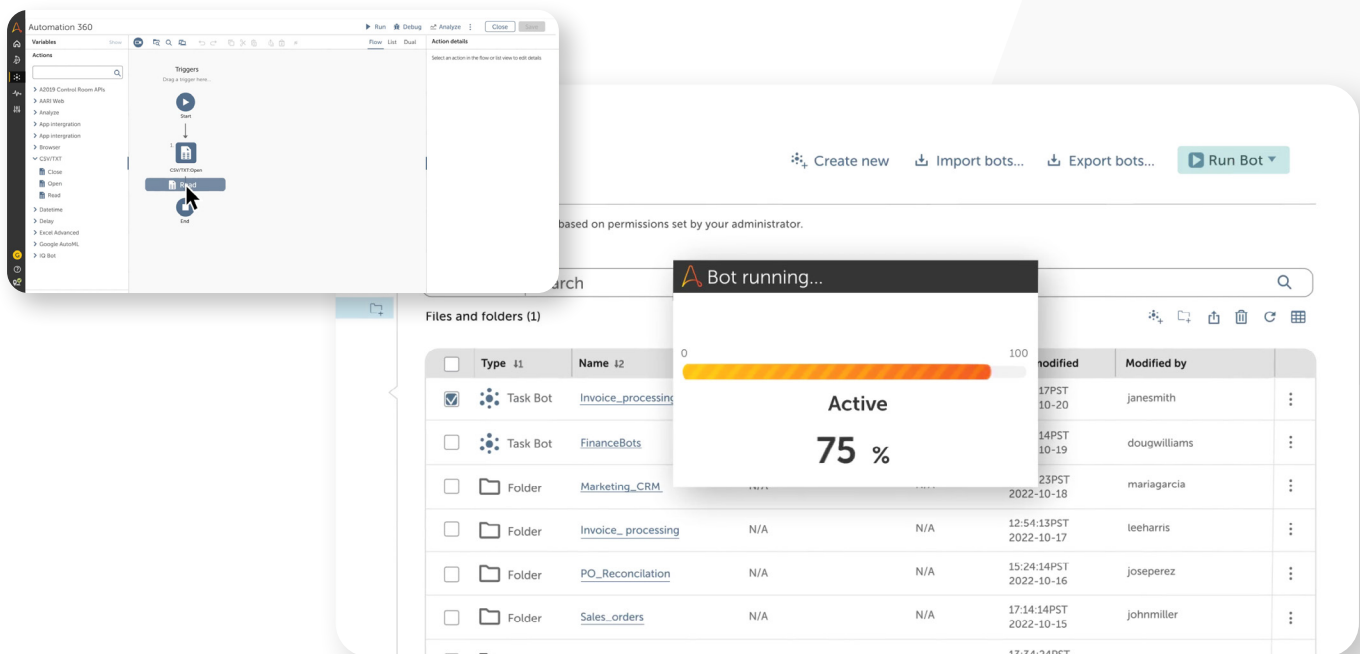 Automation 360
Run Debug Analyze Close Save
Variables Show
Flow List Dual
Action details
Actions
Select an action in the flow or list view to edit details
Triggers
Drag a trigger here...
A2019 Control Room APIs
AARI Web
Analyze
App intergration
App intergration
Browser
CSV/TXT
Close
Open
Read
Datetime
Delay
Excel Advanced
Google AutoML
IQ Bot
Start
1.
CSV/TXT:Open
Read
End
G
Create new Import bots... Export bots... Run Bot
based on permissions set by your administrator.
Files and folders (1)
Bot running...
0 100
Active
75 %
Type 1 Name 2 Modified by
Task Bot Invoice_processing 17PST janesmith
10-20
Task Bot FinanceBots 14PST dougwilliams
10-19
Folder Marketing_CRM 23PST mariagarcia
2022-10-18
Folder Invoice_ processing N/A N/A 12:54:13PST leeharris
2022-10-17
Folder PO_Reconcilation N/A N/A 15:24:14PST joseperez
2022-10-16
Folder Sales_orders N/A N/A 17:14:14PST johnmiller
2022-10-15